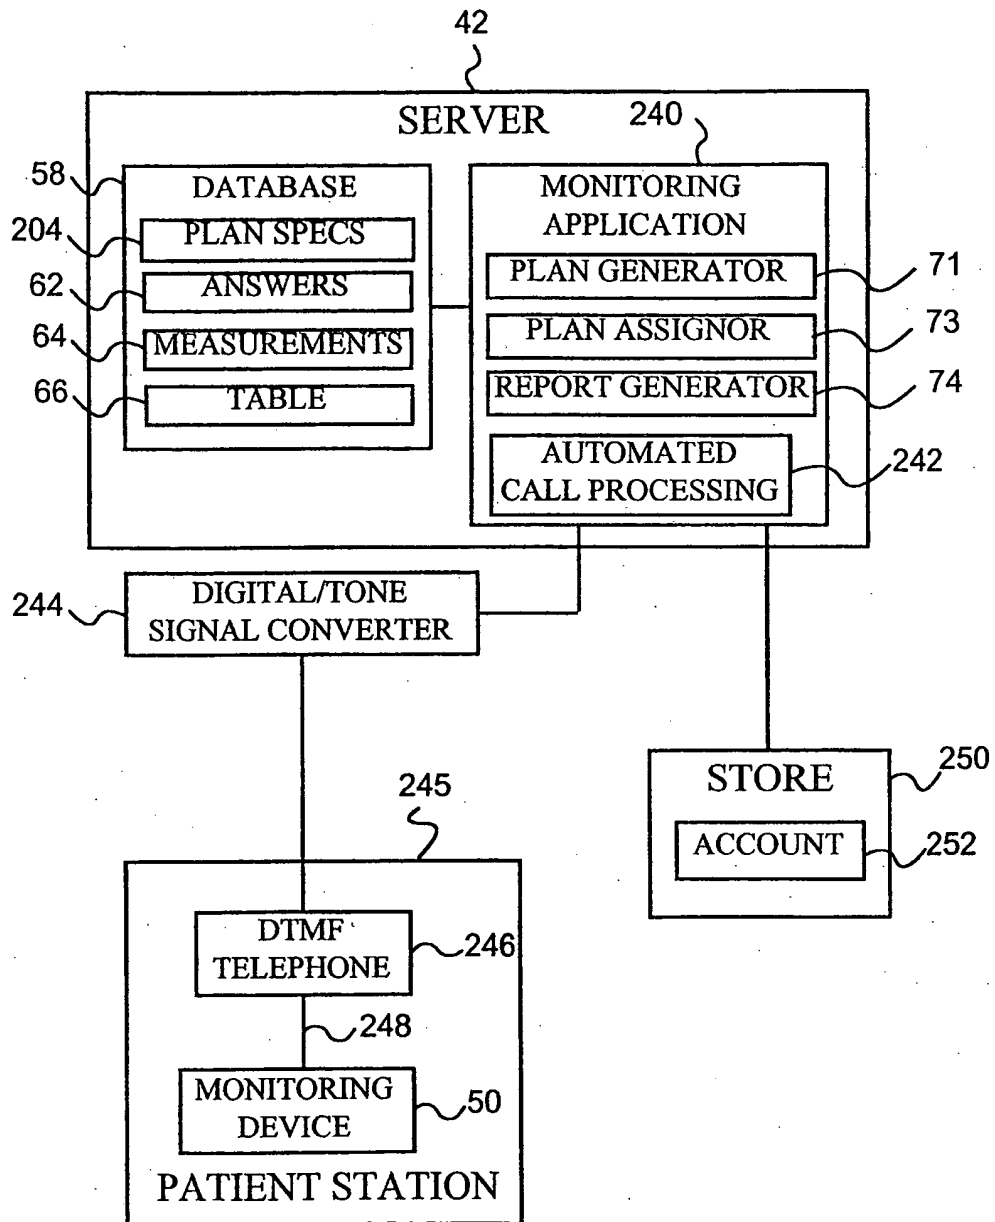 42
SERVER
240
58
DATABASE
204
PLAN SPECS
62
ANSWERS
64
MEASUREMENTS
66
TABLE
MONITORING
APPLICATION
PLAN GENERATOR
71
PLAN ASSIGNOR
73
REPORT GENERATOR
74
AUTOMATED
CALL PROCESSING
242
244
DIGITAL/TONE
SIGNAL CONVERTER
STORE
250
ACCOUNT
252
245
DTMF
TELEPHONE
246
248
MONITORING
DEVICE
50
PATIENT STATION